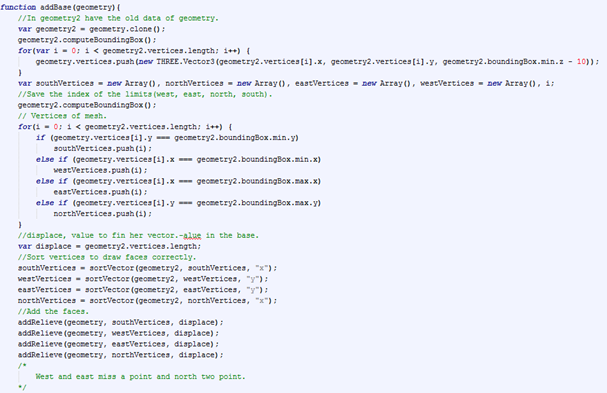 function addBase(geometry){
//In geometry2 have the old data of geometry.
var geometry2 = geometry.clone();
geometry2.computeBoundingBox();
for(var i = 0; i < geometry2.vertices.length; i++) {
geometry.vertices.push(new THREE.Vector3(geometry2.vertices[i].x, geometry2.vertices[i].y, geometry2.boundingBox.min.z - 10));
}
var southVertices = new Array(), northVertices = new Array(), eastVertices = new Array(), westVertices = new Array(), i;
//Save the index of the limits(west, east, north, south).
geometry2.computeBoundingBox();
// Vertices of mesh.
for(i = 0; i < geometry2.vertices.length; i++) {
if (geometry.vertices[i].y === geometry2.boundingBox.min.y)
southVertices.push(i);
else if (geometry.vertices[i].x === geometry2.boundingBox.min.x)
westVertices.push(i);
else if (geometry.vertices[i].x === geometry2.boundingBox.max.x)
eastVertices.push(i);
else if (geometry.vertices[i].y === geometry2.boundingBox.max.y)
northVertices.push(i);
}
//displace, value to fin her vector.-alue in the base.
var displace = geometry2.vertices.length;
//Sort vertices to draw faces correctly.
southVertices = sortVector(geometry2, southVertices, "x");
westVertices = sortVector(geometry2, westVertices, "y");
eastVertices = sortVector(geometry2, eastVertices, "y");
northVertices = sortVector(geometry2, northVertices, "x");
//Add the faces.
addRelieve(geometry, southVertices, displace);
addRelieve(geometry, westVertices, displace);
addRelieve(geometry, eastVertices, displace);
addRelieve(geometry, northVertices, displace);
/*
West and east miss a point and north two point.
*/